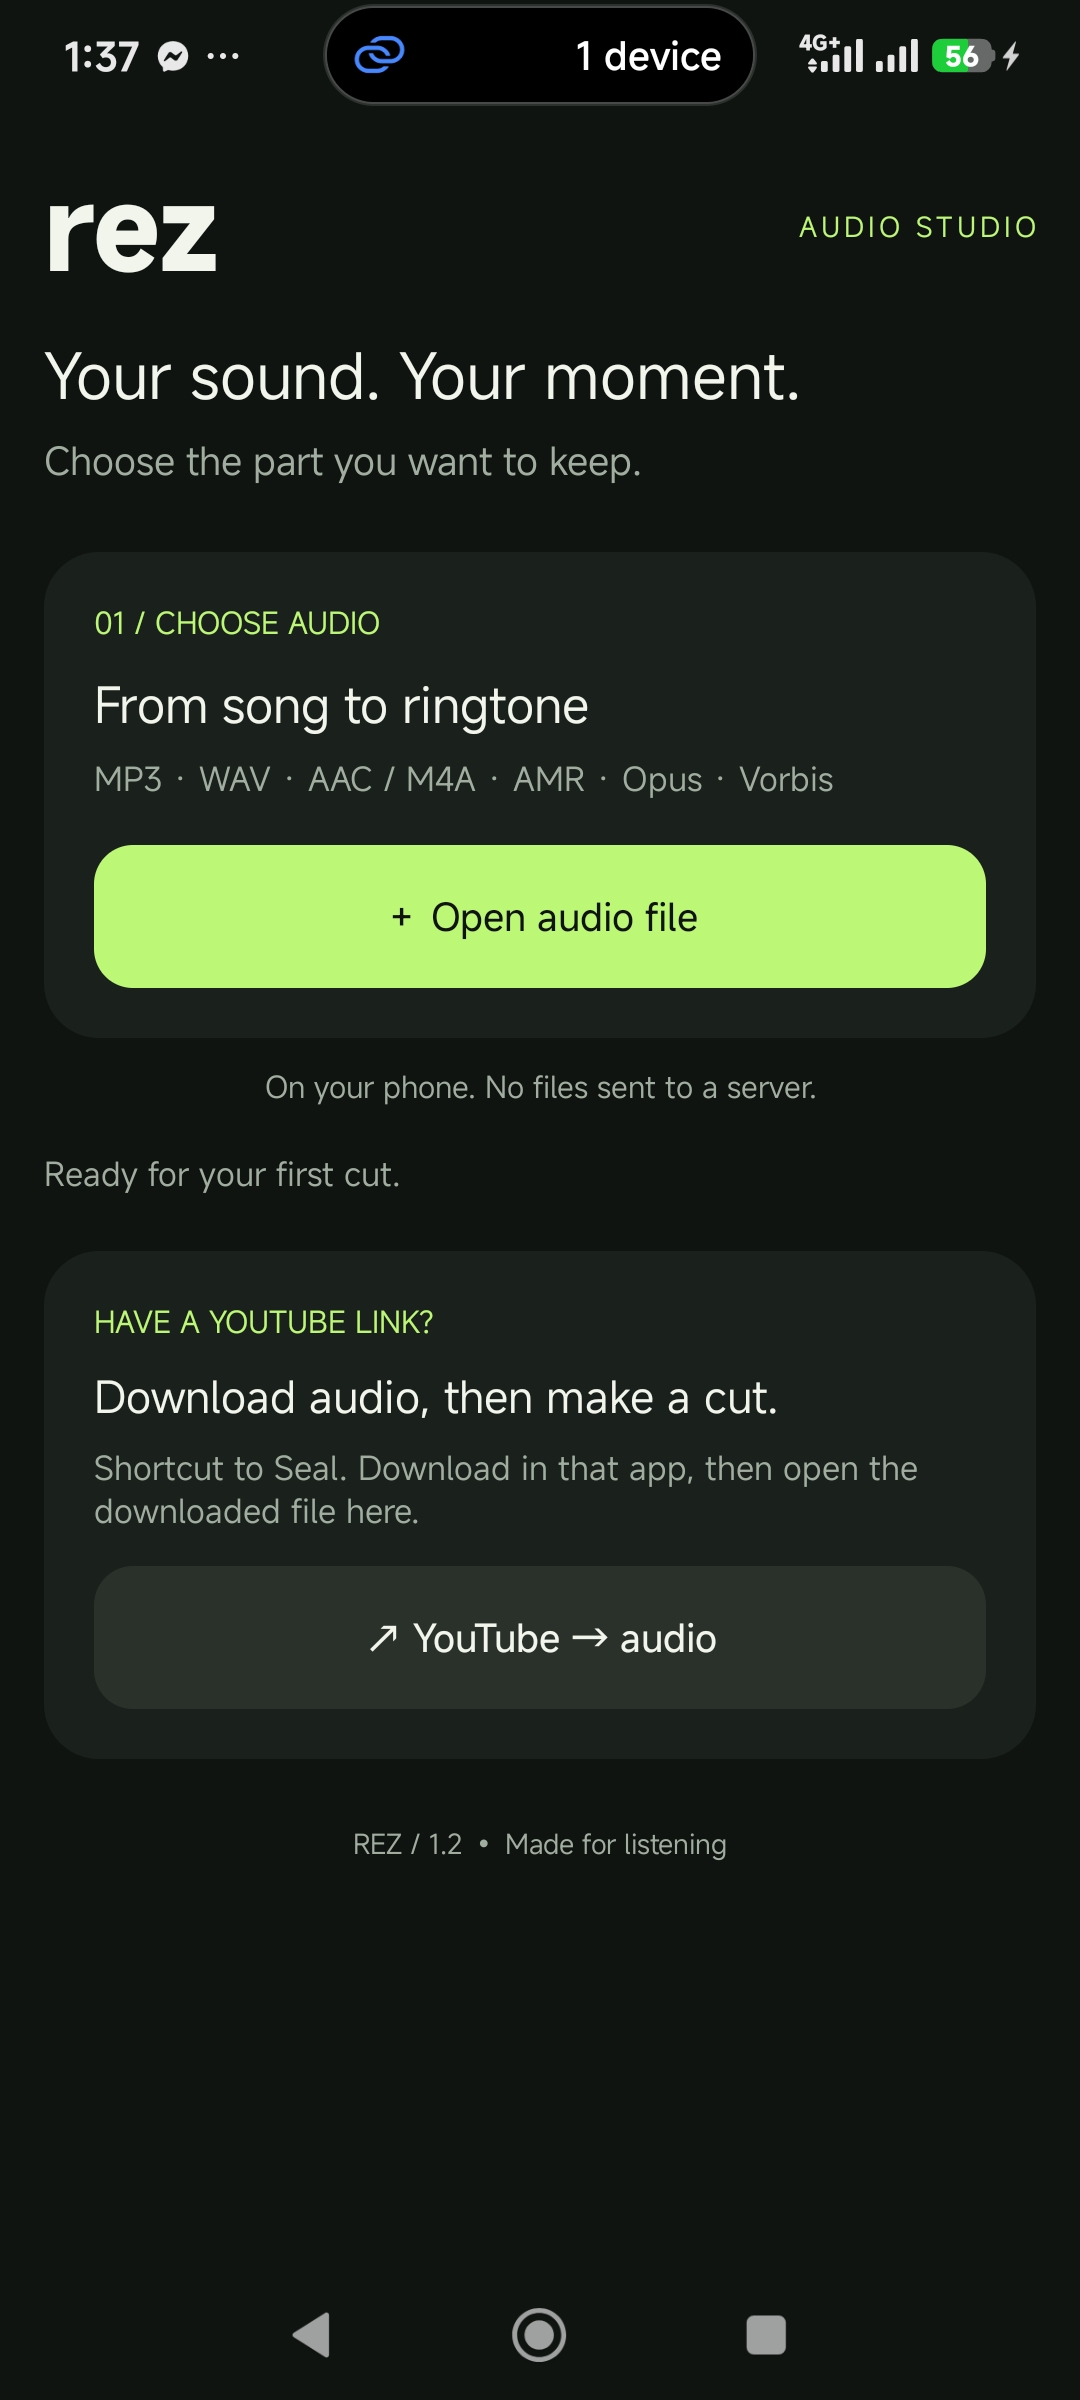 1:37 ... 1 device 4G+ 56
rez
AUDIO STUDIO
Your sound. Your moment.
Choose the part you want to keep.
01 / CHOOSE AUDIO
From song to ringtone
MP3 · WAV · AAC / M4A · AMR · Opus · Vorbis
+ Open audio file
On your phone. No files sent to a server.
Ready for your first cut.
HAVE A YOUTUBE LINK?
Download audio, then make a cut.
Shortcut to Seal. Download in that app, then open the
downloaded file here.
↗ YouTube → audio
REZ / 1.2 • Made for listening